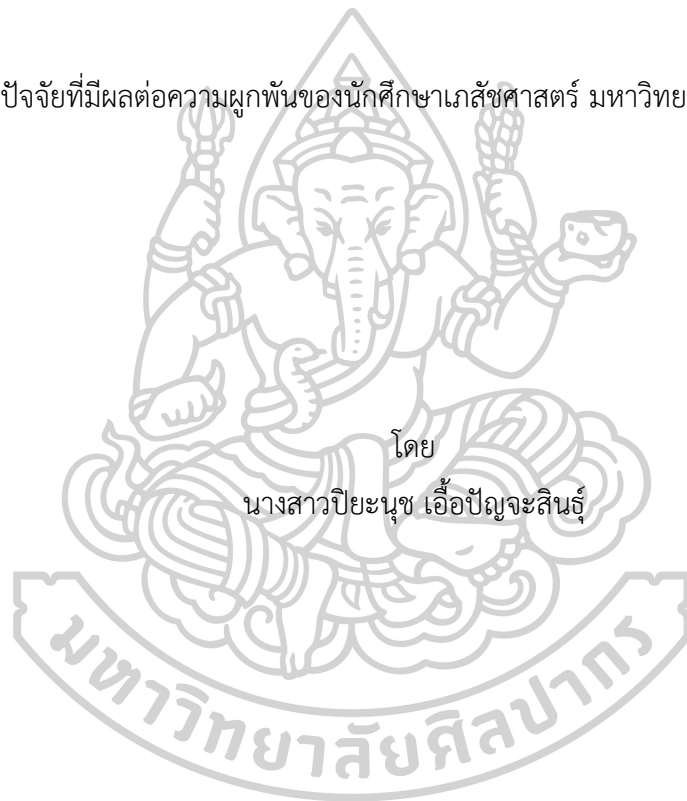 ปัจจัยที่มีผลต่อความผูกพันของนักศึกษาเภสัชศาสตร์ มหาวิทย
โดย
นางสาวปิยะนุช เอื้อปัญจะสินธุ์
มหาวิทยาลัยศิลปากร